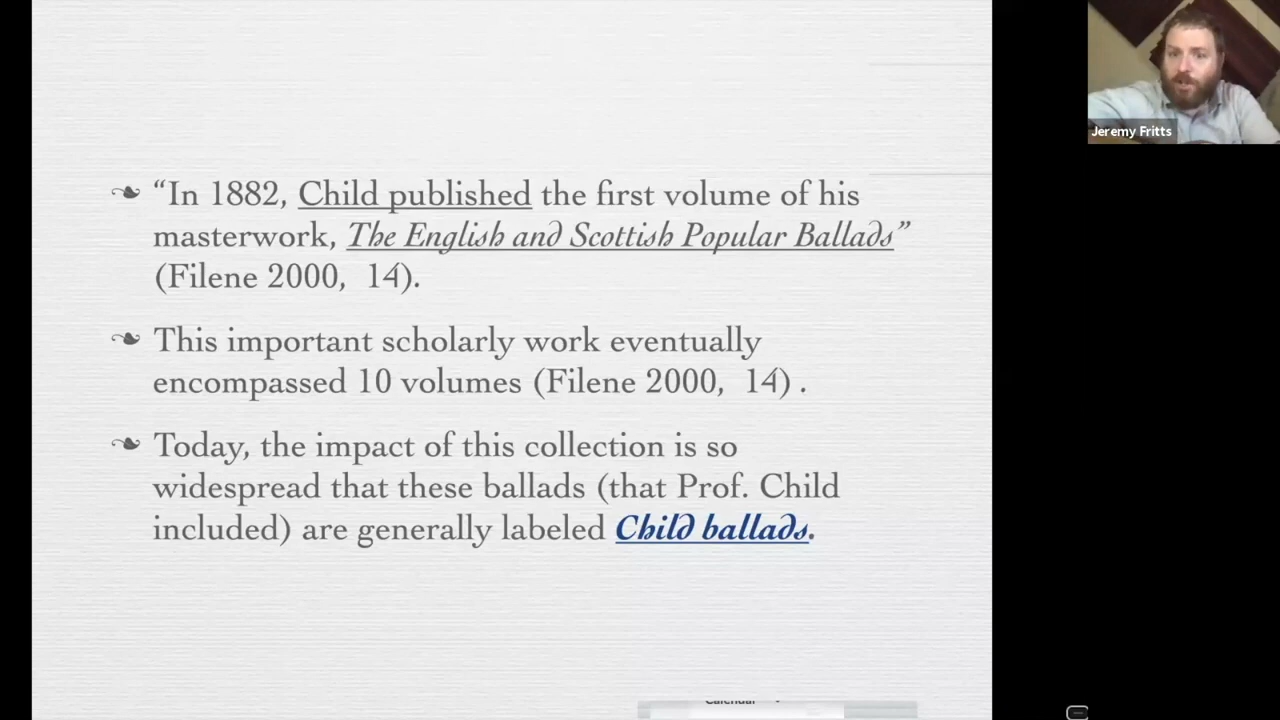 “In 1882, Child published the first volume of his
masterwork, The English and Scottish Popular Ballads”
(Filene 2000,  14).
This important scholarly work eventually
encompassed 10 volumes (Filene 2000,  14) .
Today, the impact of this collection is so
widespread that these ballads (that Prof. Child
included) are generally labeled Child ballads.
Jeremy Fritts
Calendar